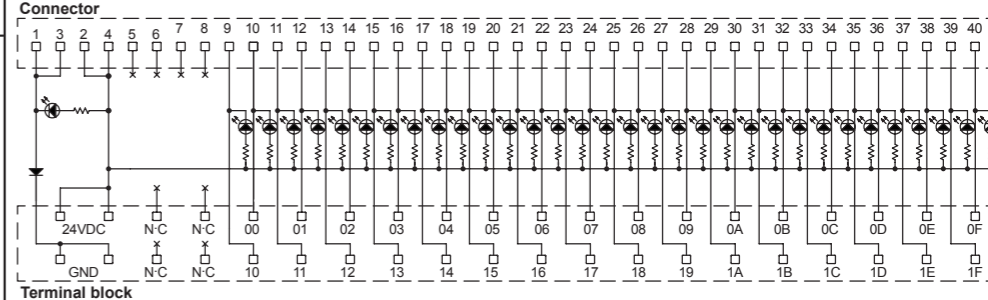 Connector
1 3 2 4 5 6 7 8 9 10 11 12 13 14 15 16 17 18 19 20 21 22 23 24 25 26 27 28 29 30 31 32 33 34 35 36 37 38 39 40
24VDC N·C N·C 00 01 02 03 04 05 06 07 08 09 0A 0B 0C 0D 0E 0F
GND N·C N·C 10 11 12 13 14 15 16 17 18 19 1A 1B 1C 1D 1E 1F
Terminal block